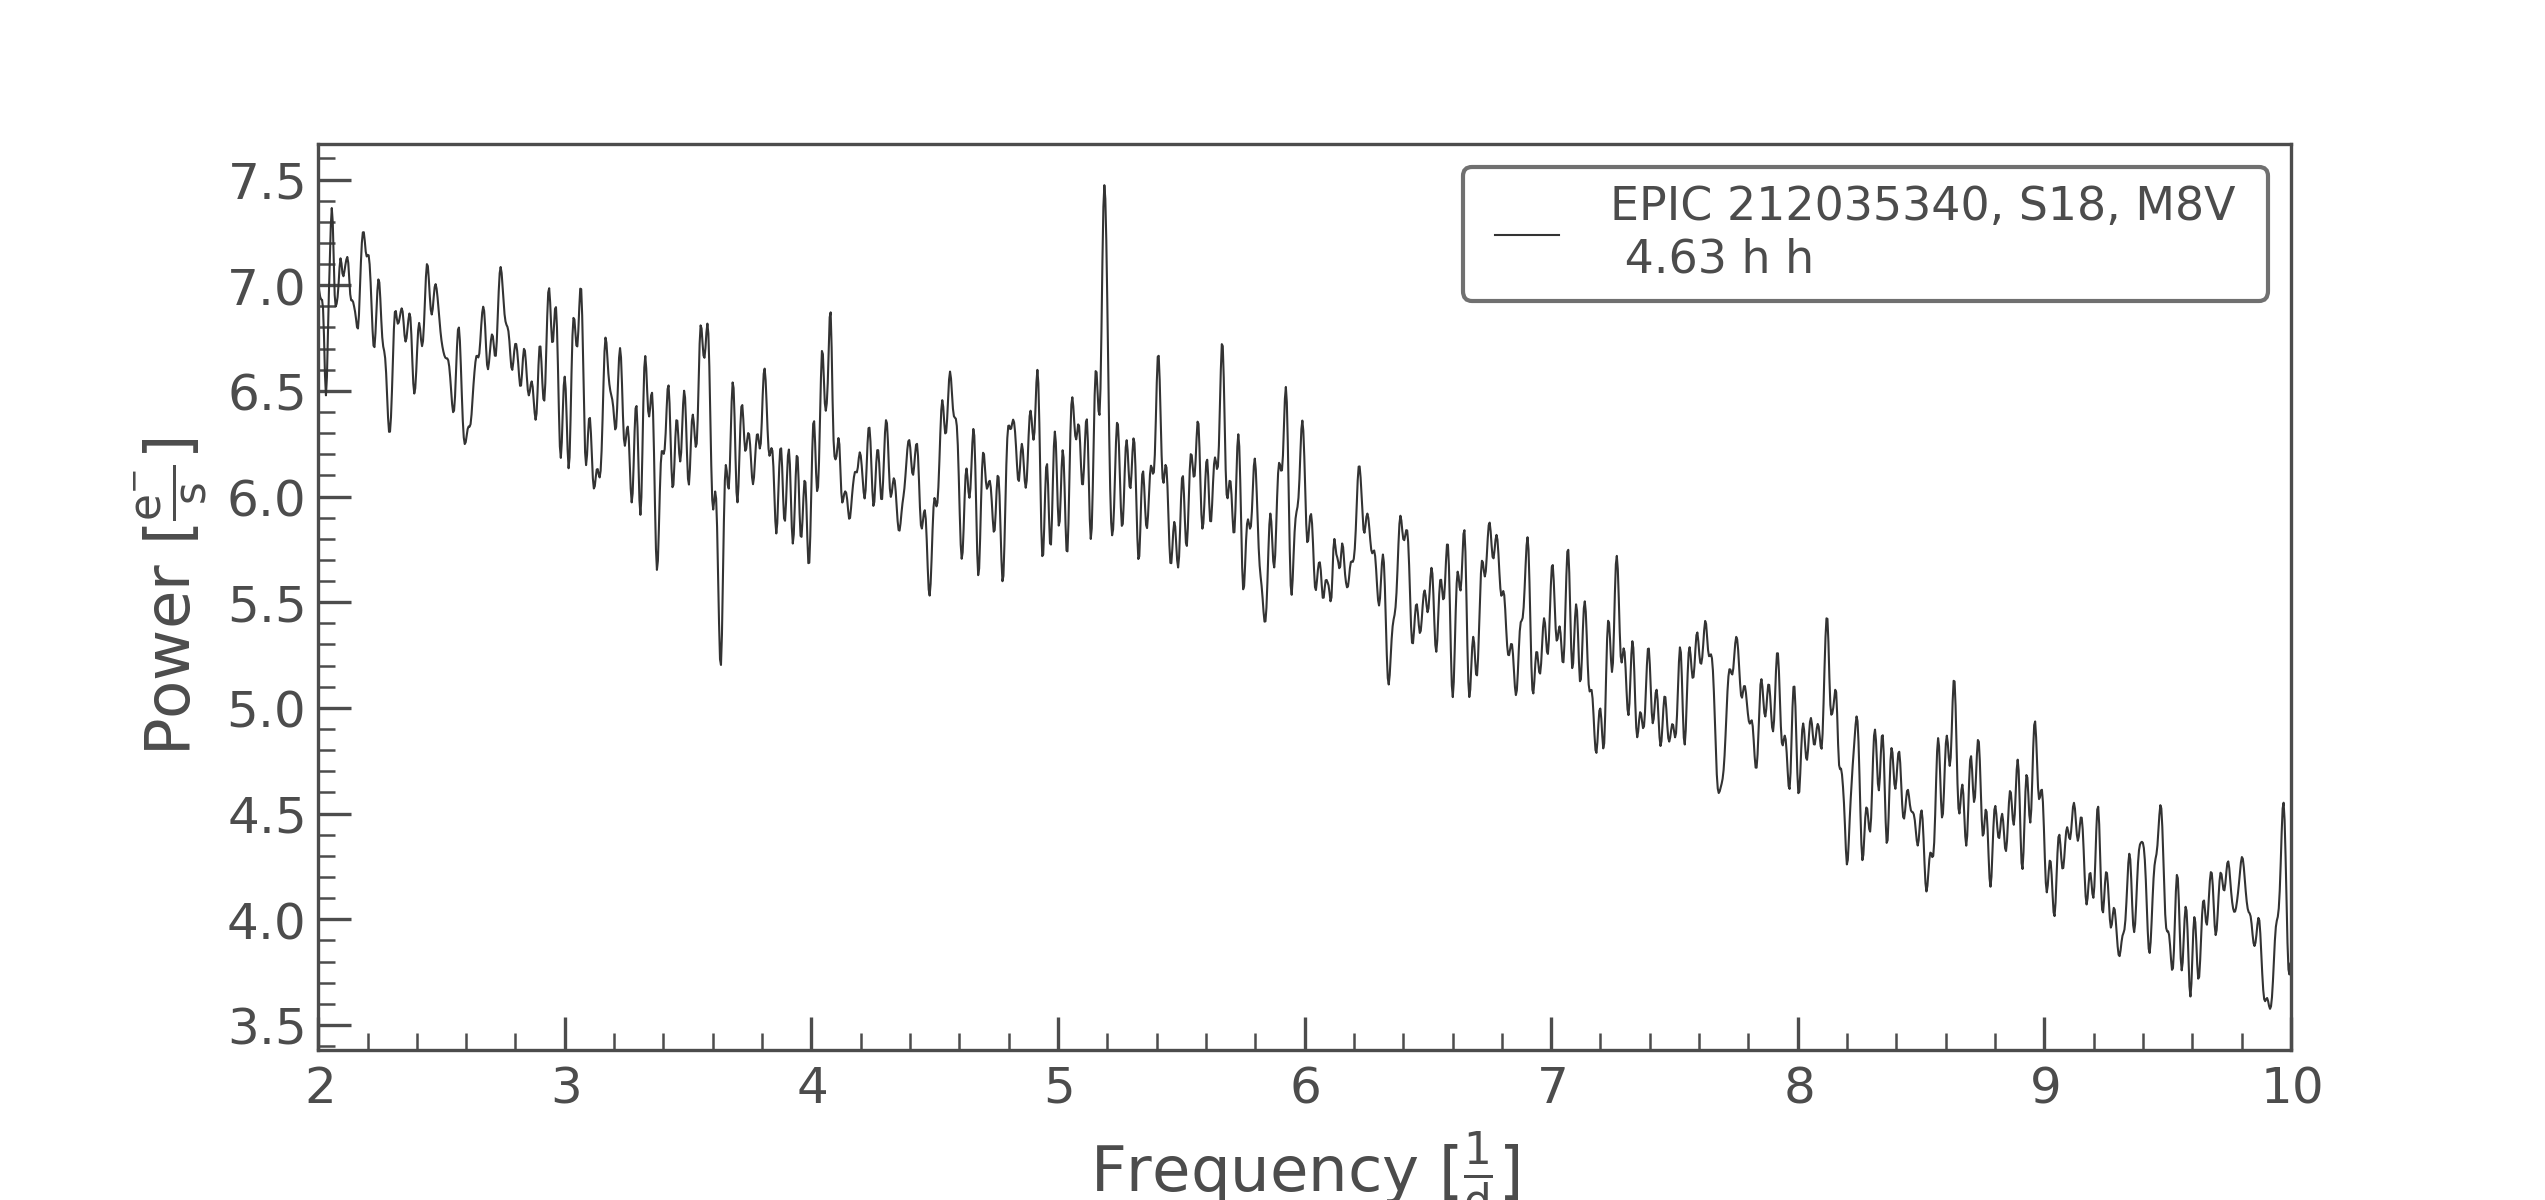 EPIC 212035340, S18, M8V
4.63 h h
7.5
7.0
6.5
6.0
5.5
5.0
4.5
4.0
3.5
Power [e⁻/s]
2 3 4 5 6 7 8 9 10
Frequency [1/d]